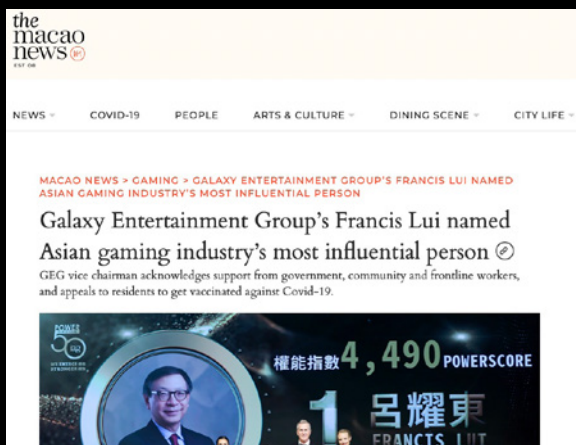 the
macao
news
EST 08
NEWS
COVID-19
PEOPLE
ARTS & CULTURE
DINING SCENE
CITY LIFE
MACAO NEWS > GAMING > GALAXY ENTERTAINMENT GROUP'S FRANCIS LUI NAMED
ASIAN GAMING INDUSTRY'S MOST INFLUENTIAL PERSON
Galaxy Entertainment Group's Francis Lui named
Asian gaming industry's most influential person
GEG vice chairman acknowledges support from government, community and frontline workers,
and appeals to residents to get vaccinated against Covid-19.
POWER
50
權能指數4,490 POWERSCORE
1 呂耀東
FRANCIS LUI